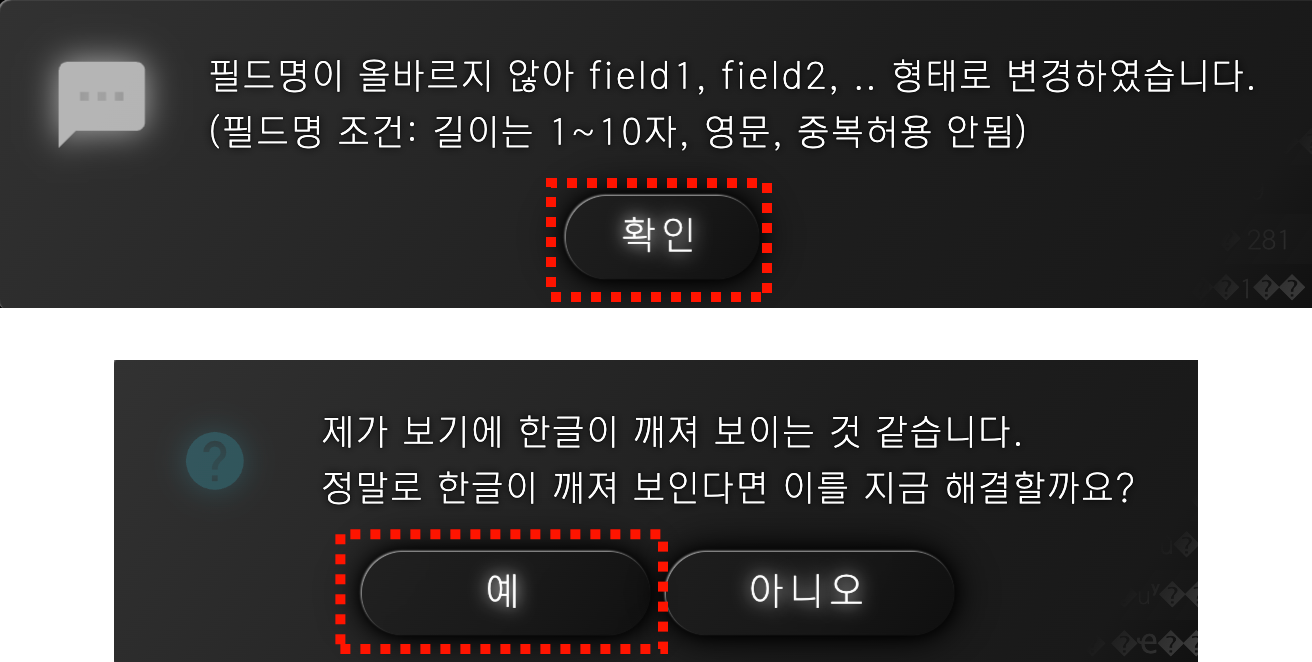 필드명이 올바르지 않아 field1, field2, .. 형태로 변경하였습니다.
(필드명 조건: 길이는 1~10자, 영문, 중복허용 안됨)
확인
281
�1��
제가 보기에 한글이 깨져 보이는 것 같습니다.
정말로 한글이 깨져 보인다면 이를 지금 해결할까요?
예
아니오